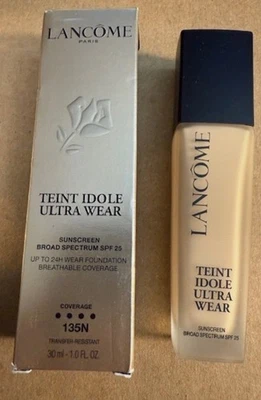 LANCÔME
PARIS
TEINT IDOLE
ULTRA WEAR
SUNSCREEN
BROAD SPECTRUM SPF 25
UP TO 24H WEAR FOUNDATION
BREATHABLE COVERAGE
COVERAGE
135N
TRANSFER-RESISTANT
30 ml - 1.0 FL. OZ.
LANCÔME
TEINT
IDOLE
ULTRA
WEAR
SUNSCREEN
BROAD SPECTRUM SPF 25